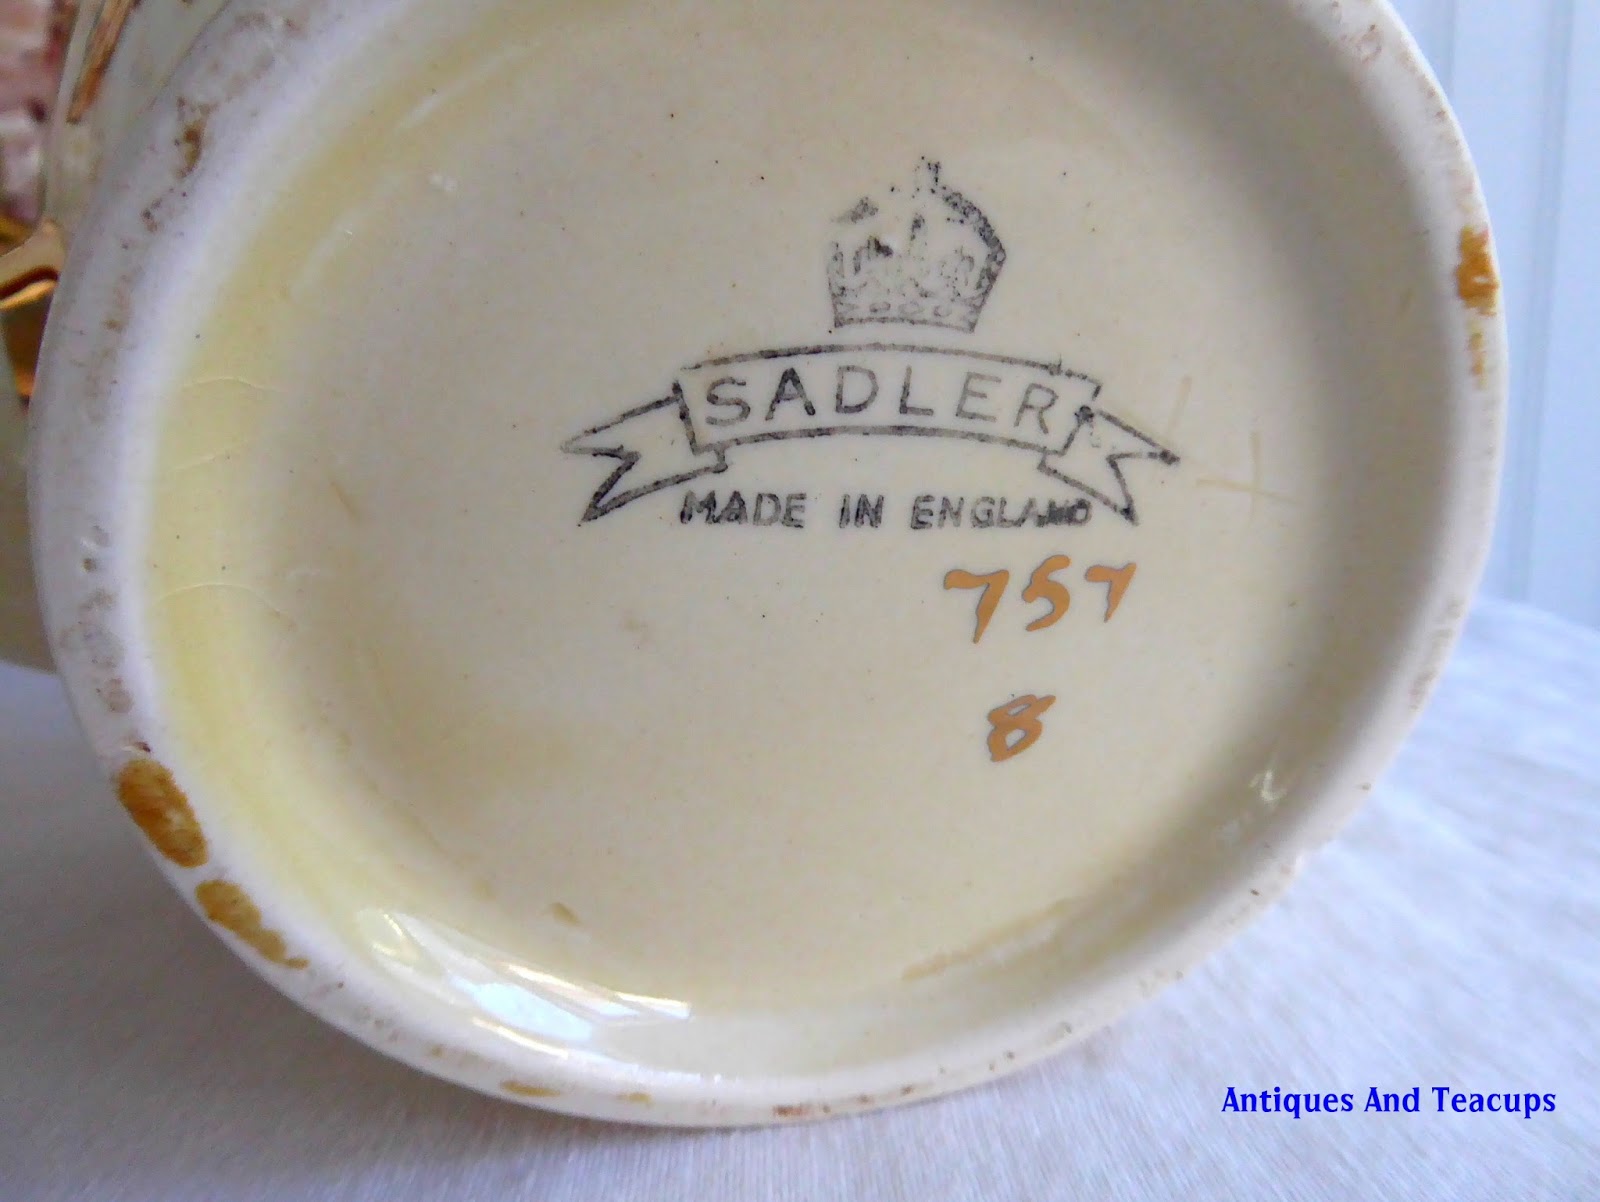 SADLER
MADE IN ENGLAND
757
8
Antiques And Teacups